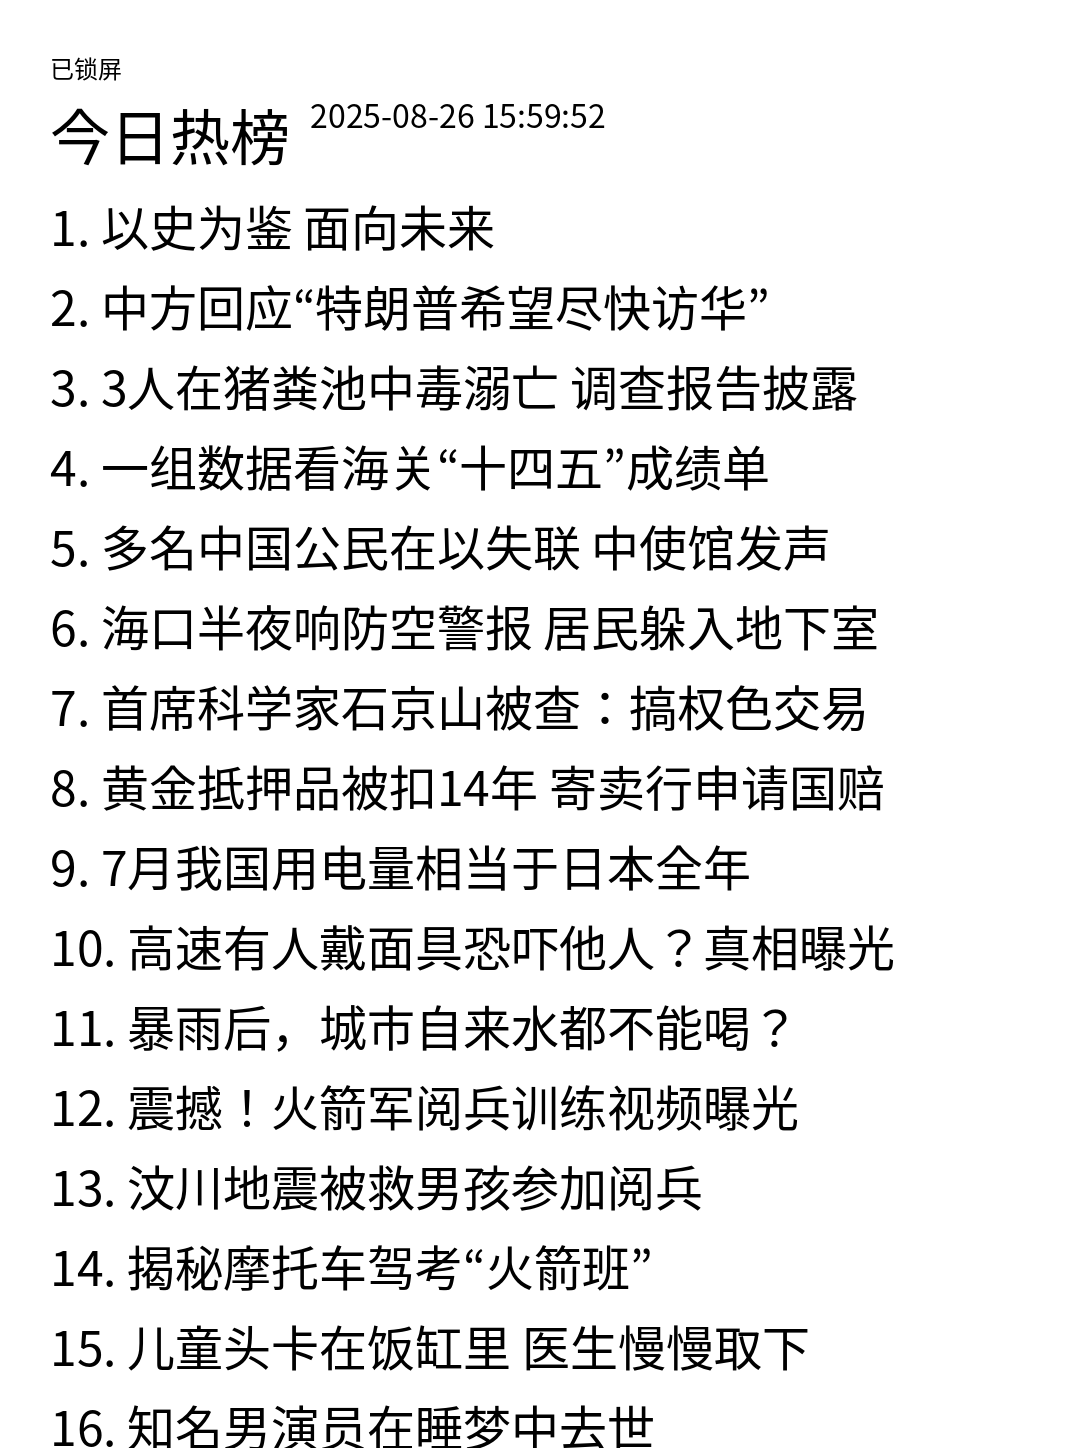 已锁屏
今日热榜 2025-08-26 15:59:52
1. 以史为鉴 面向未来
2. 中方回应“特朗普希望尽快访华”
3. 3人在猪粪池中毒溺亡 调查报告披露
4. 一组数据看海关“十四五”成绩单
5. 多名中国公民在以失联 中使馆发声
6. 海口半夜响防空警报 居民躲入地下室
7. 首席科学家石京山被查：搞权色交易
8. 黄金抵押品被扣14年 寄卖行申请国赔
9. 7月我国用电量相当于日本全年
10. 高速有人戴面具恐吓他人？真相曝光
11. 暴雨后，城市自来水都不能喝？
12. 震撼！火箭军阅兵训练视频曝光
13. 汶川地震被救男孩参加阅兵
14. 揭秘摩托车驾考“火箭班”
15. 儿童头卡在饭缸里 医生慢慢取下
16. 知名男演员在睡梦中去世